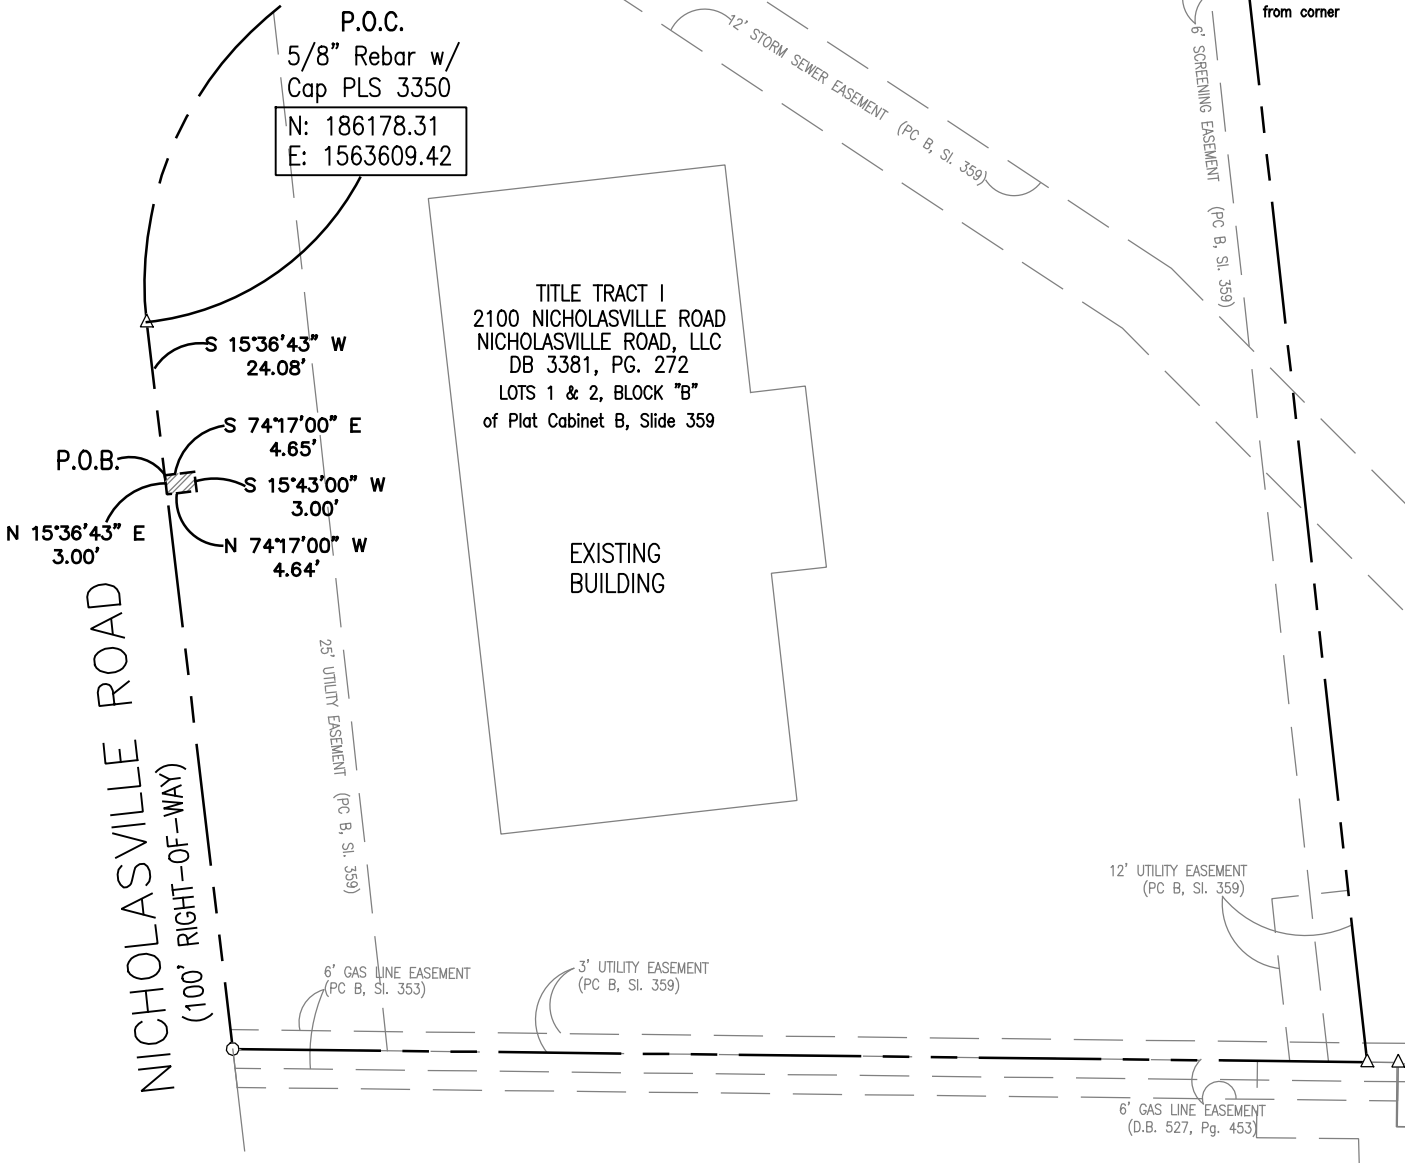 from corner
P.O.C.
5/8" Rebar w/
Cap PLS 3350
N: 186178.31
E: 1563609.42
12' STORM SEWER EASEMENT (PC B, Sl. 359)
6' SCREENING EASEMENT (PC B, Sl. 359)
TITLE TRACT I
2100 NICHOLASVILLE ROAD
NICHOLASVILLE ROAD, LLC
DB 3381, PG. 272
LOTS 1 & 2, BLOCK "B"
of Plat Cabinet B, Slide 359
S 15°36'43" W
24.08'
S 74°17'00" E
4.65'
P.O.B.
S 15°43'00" W
3.00'
N 15°36'43" E
3.00'
N 74°17'00" W
4.64'
EXISTING
BUILDING
25' UTILITY EASEMENT (PC B, Sl. 359)
NICHOLASVILLE ROAD
(100' RIGHT-OF-WAY)
12' UTILITY EASEMENT
(PC B, Sl. 359)
6' GAS LINE EASEMENT
(PC B, Sl. 353)
3' UTILITY EASEMENT
(PC B, Sl. 359)
6' GAS LINE EASEMENT
(D.B. 527, Pg. 453)